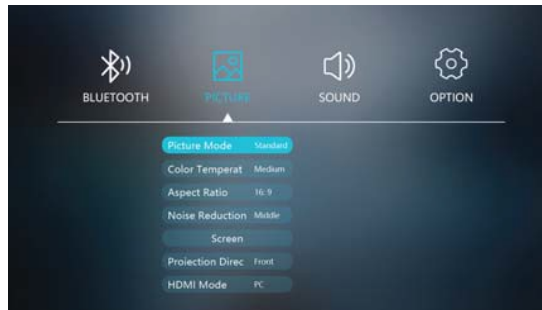 BLUETOOTH PICTURE SOUND OPTION
Picture Mode Standard
Color Temperat Medium
Aspect Ratio 16: 9
Noise Reduction Middle
Screen
Projection Direc Front
HDMI Mode PC